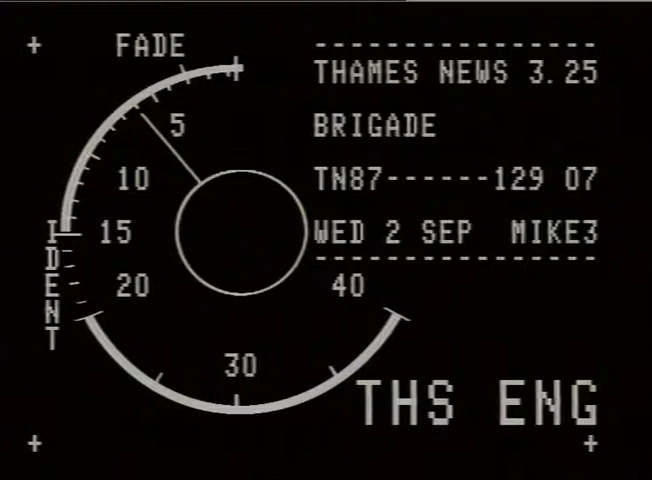 FADE
THAMES NEWS 3.25
5
BRIGADE
10
TN87------129 07
IDENT
15
WED 2 SEP MIKE3
20
40
30
THS ENG